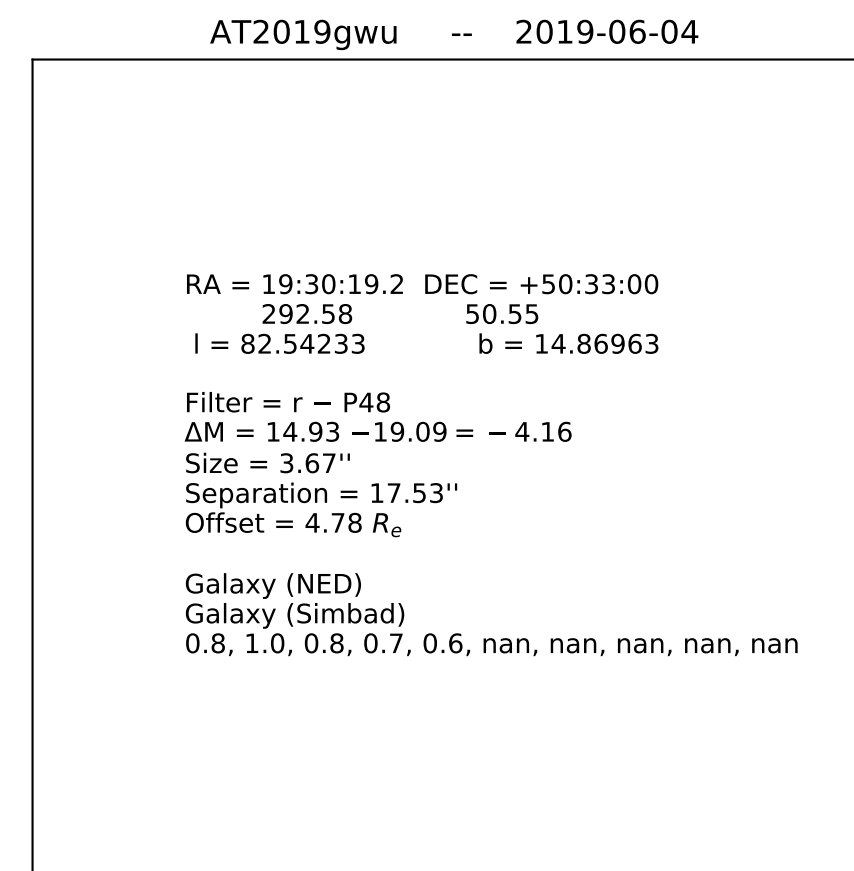 AT2019gwu -- 2019-06-04
RA = 19:30:19.2 DEC = +50:33:00
292.58 50.55
l = 82.54233 b = 14.86963
Filter = r − P48
ΔM = 14.93 −19.09 = − 4.16
Size = 3.67''
Separation = 17.53''
Offset = 4.78 Rₑ
Galaxy (NED)
Galaxy (Simbad)
0.8, 1.0, 0.8, 0.7, 0.6, nan, nan, nan, nan, nan